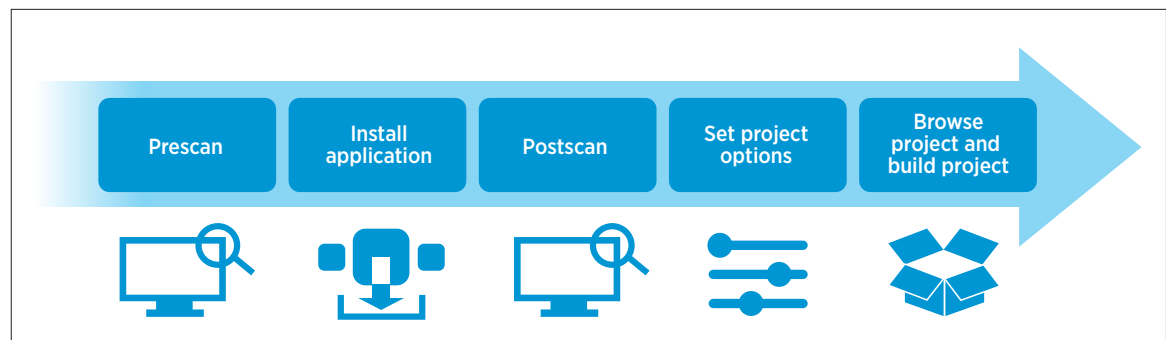 Prescan
Install
application
Postscan
Set project
options
Browse
project and
build project